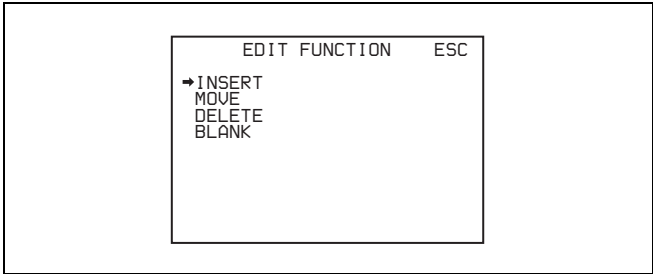 EDIT FUNCTION ESC
➡INSERT
MOVE
DELETE
BLANK